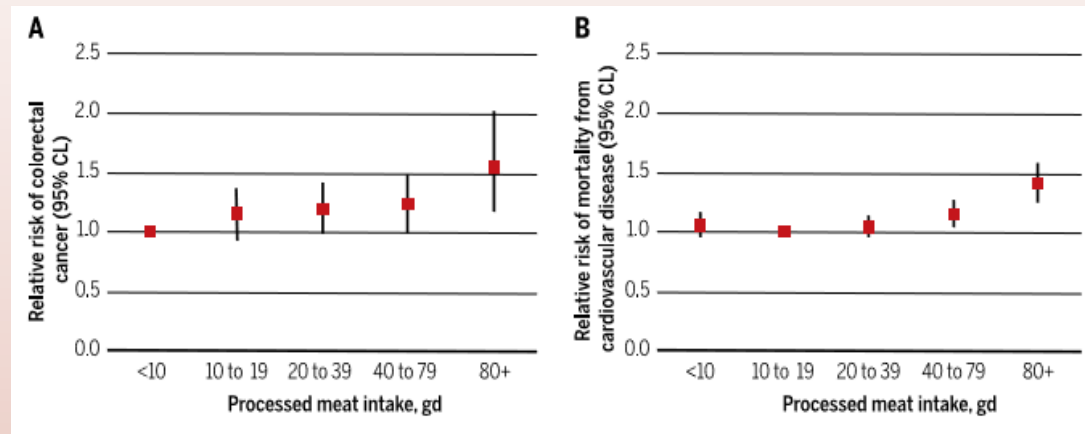 A
Relative risk of colorectal
cancer (95% CL)
2.5
2.0
1.5
1.0
0.5
0.0
<10 10 to 19 20 to 39 40 to 79 80+
Processed meat intake, gd
B
Relative risk of mortality from
cardiovascular disease (95% CL)
2.5
2.0
1.5
1.0
0.5
0.0
<10 10 to 19 20 to 39 40 to 79 80+
Processed meat intake, gd